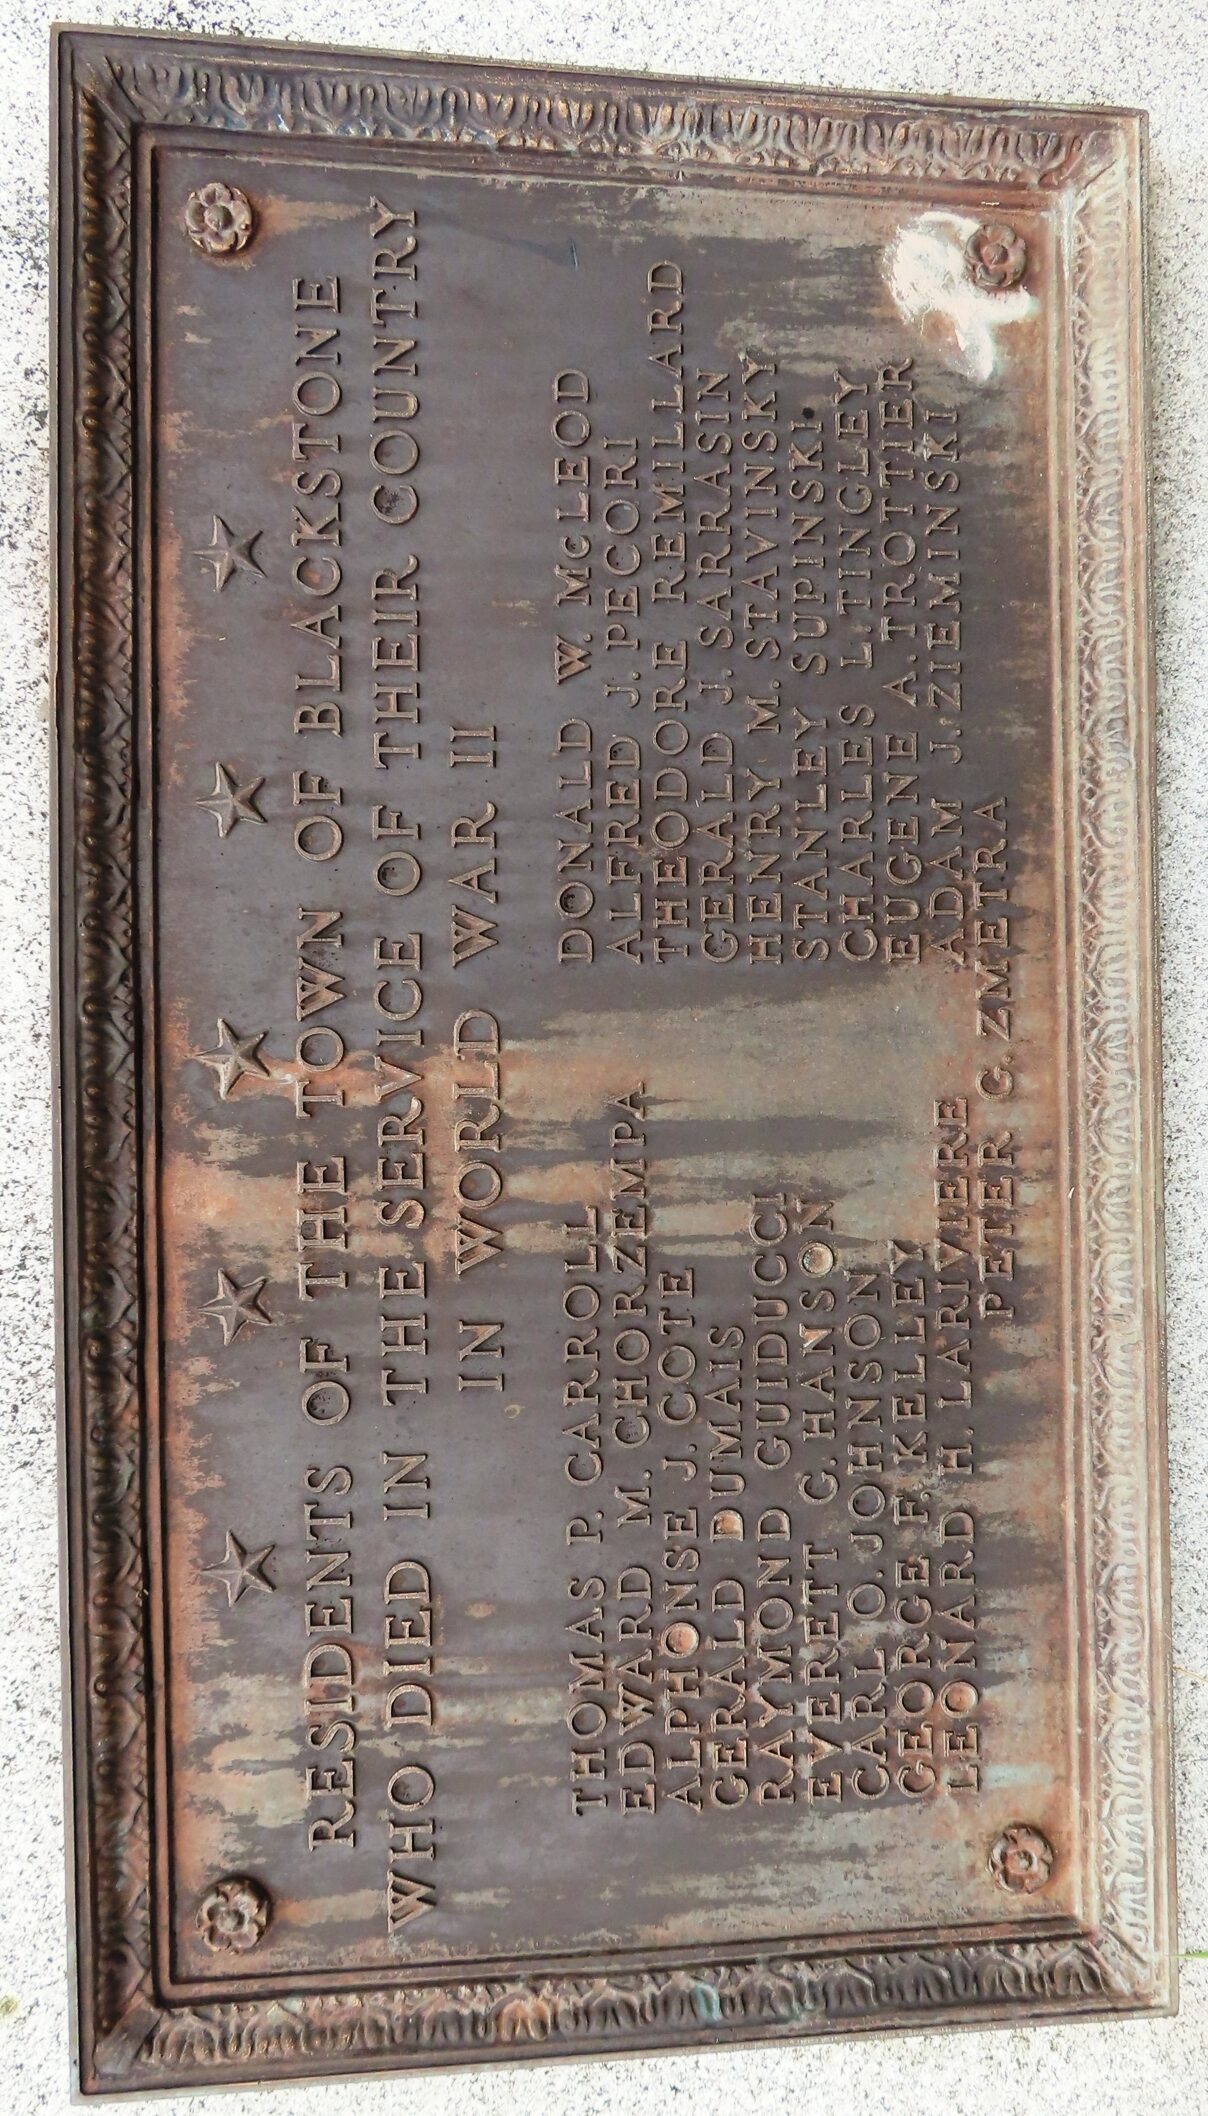 RESIDENTS OF THE TOWN OF BLACKSTONE
WHO DIED IN THE SERVICE OF THEIR COUNTRY
IN WORLD WAR II
THOMAS P. CARROLL
EDWARD M. CHORZEMPA
ALPHONSE J. COTE
GERALD DUMAIS
RAYMOND GUIDUCCI
EVERETT G. HANSON
CARL O. JOHNSON
GEORGE F. KELLEY
LEONARD H. LARIVIERE
DONALD W. McLEOD
ALFRED J. PECORI
THEODORE REMILLARD
GERALD J. SARRASIN
HENRY M. STAVINSKY
STANLEY SUPINSKI
CHARLES L. TINGLEY
EUGENE A. TROTTIER
ADAM J. ZIEMINSKI
PETER G. ZMETRA